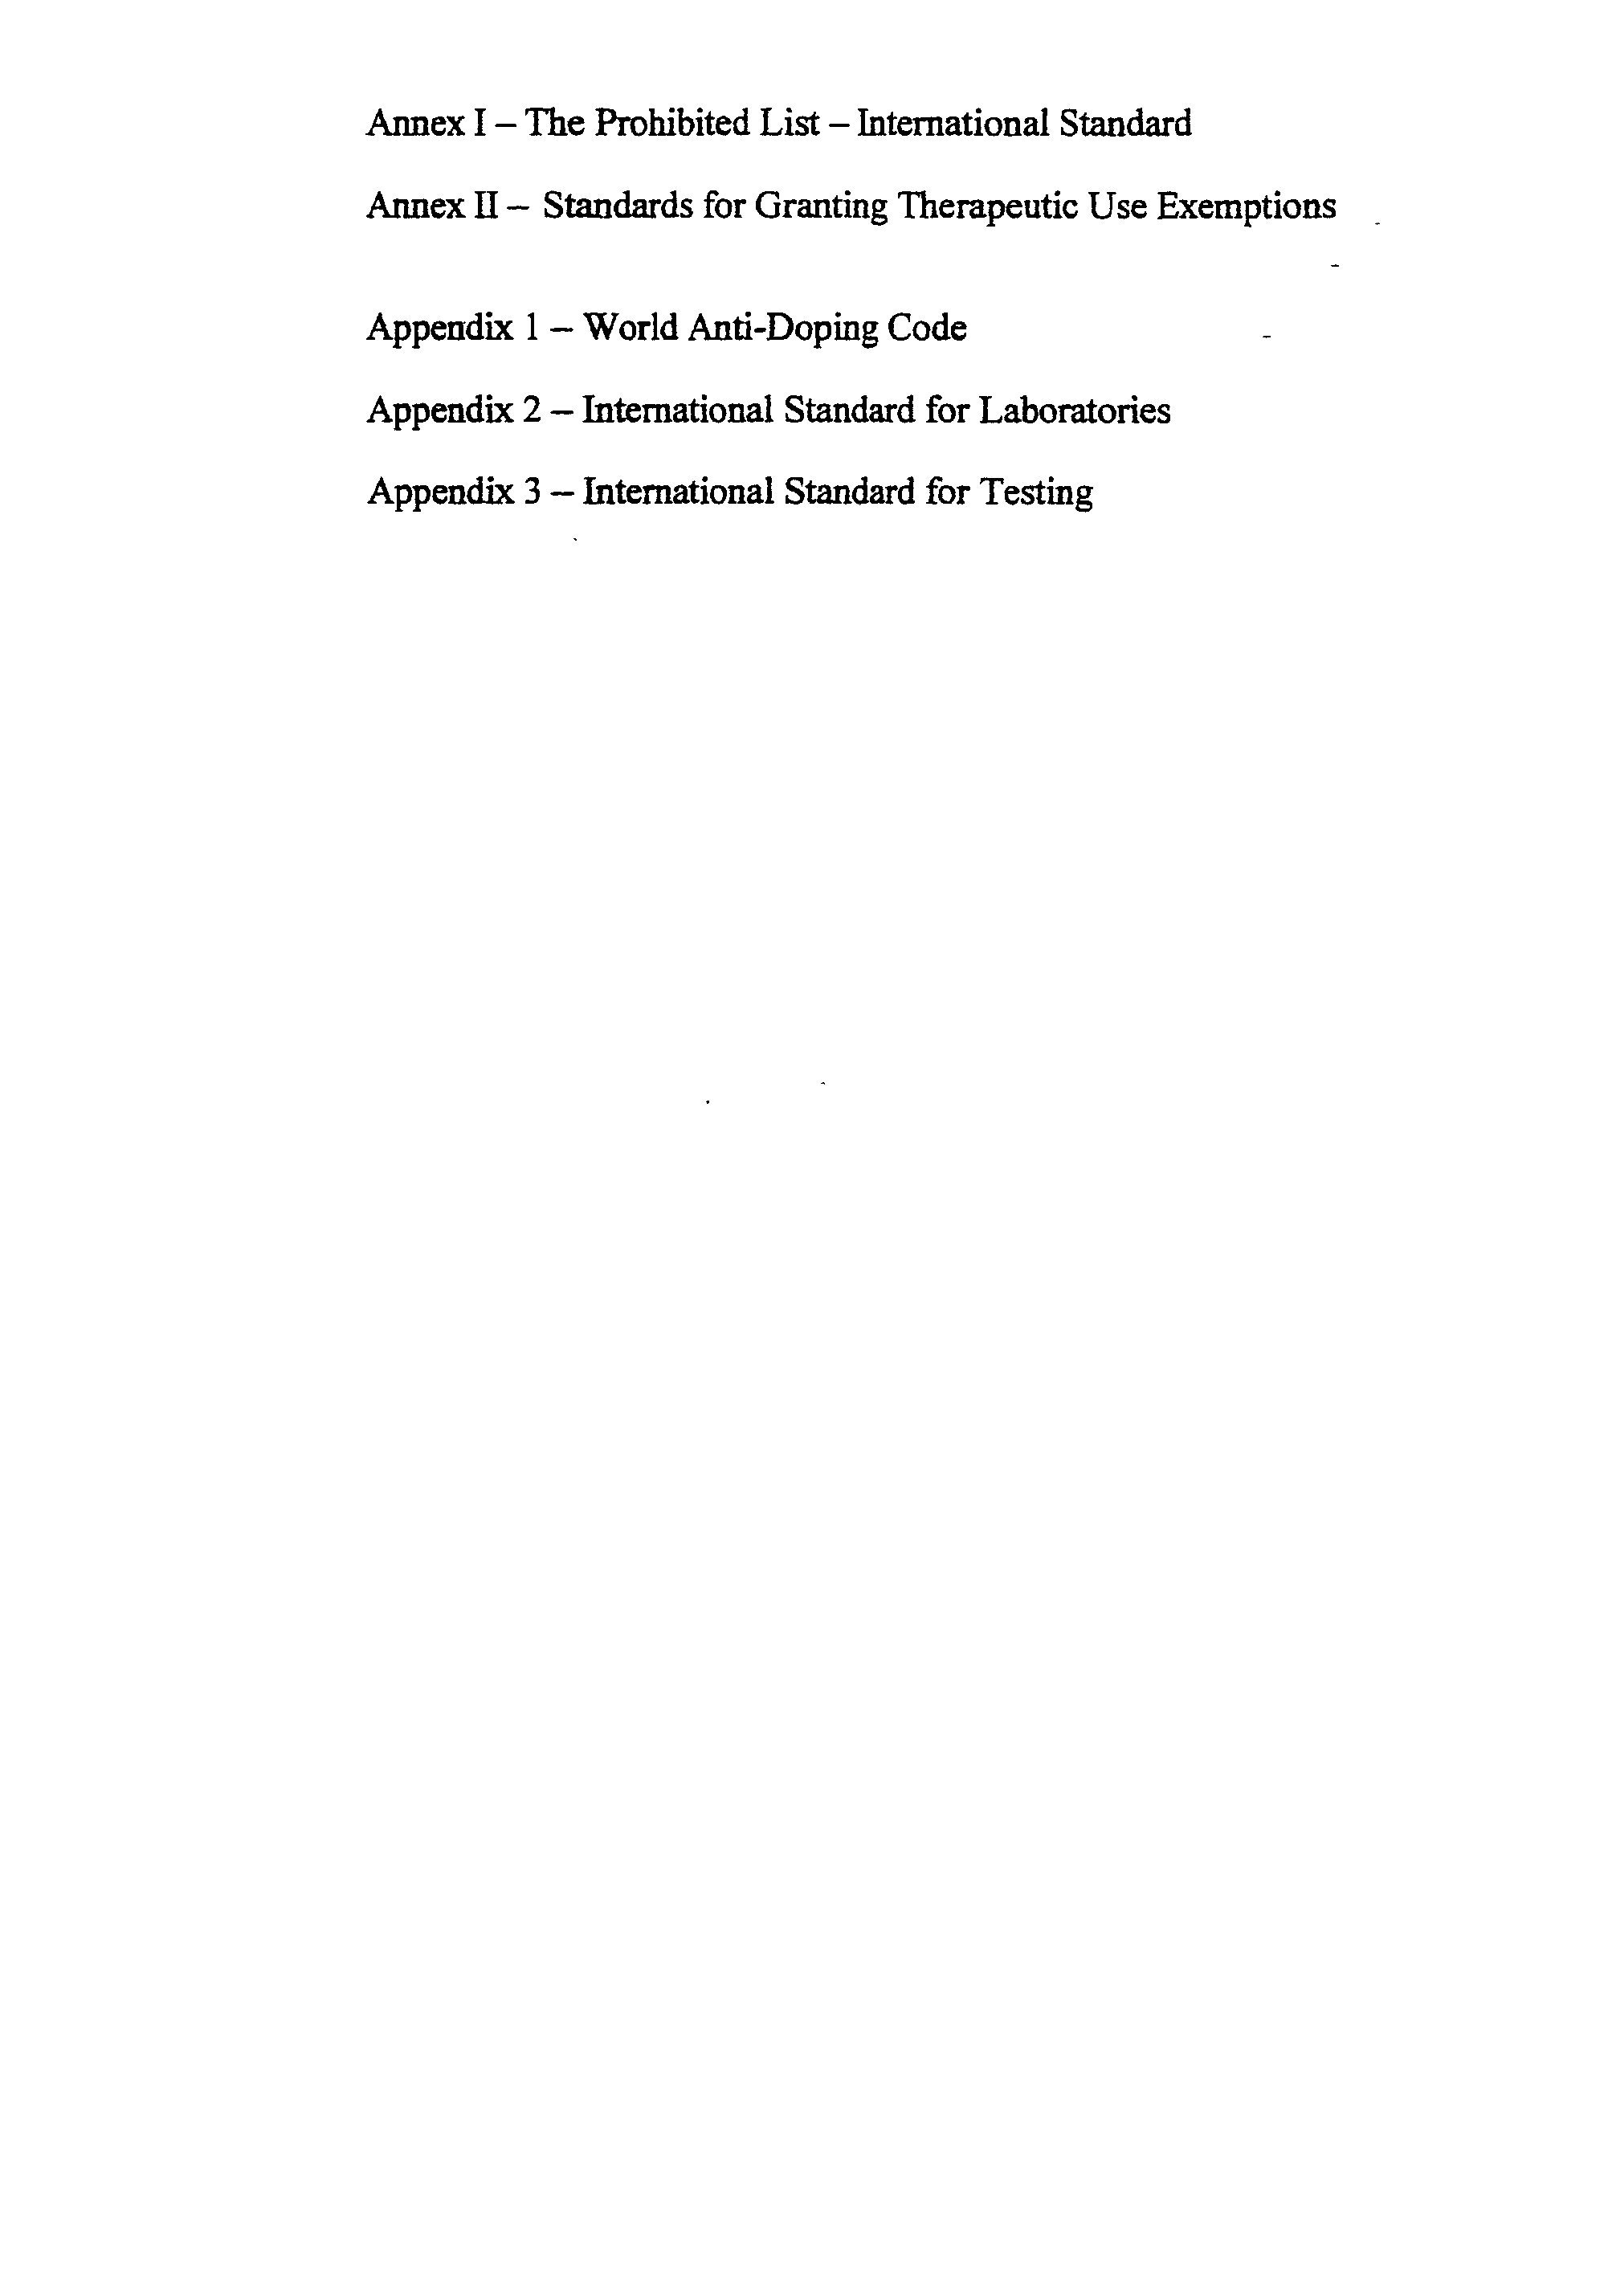 Annex I – The Prohibited List – International Standard
Annex II – Standards for Granting Therapeutic Use Exemptions
Appendix 1 – World Anti-Doping Code
Appendix 2 – International Standard for Laboratories
Appendix 3 – International Standard for Testing